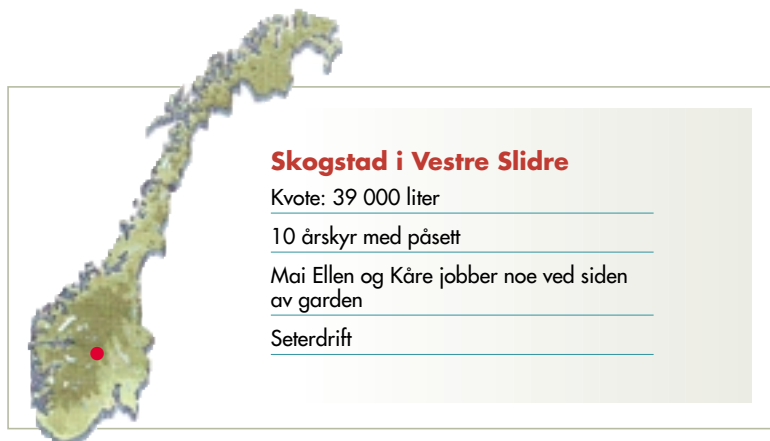 Skogstad i Vestre Slidre
Kvote: 39 000 liter
10 årskyr med påsett
Mai Ellen og Kåre jobber noe ved siden
av garden
Seterdrift